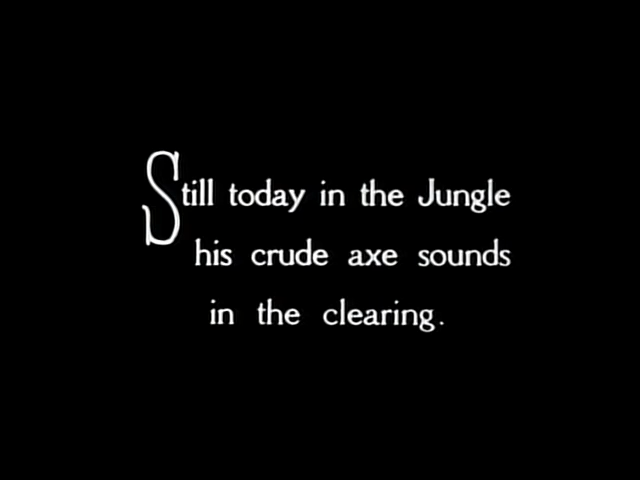 Still today in the Jungle
his crude axe sounds
in the clearing.